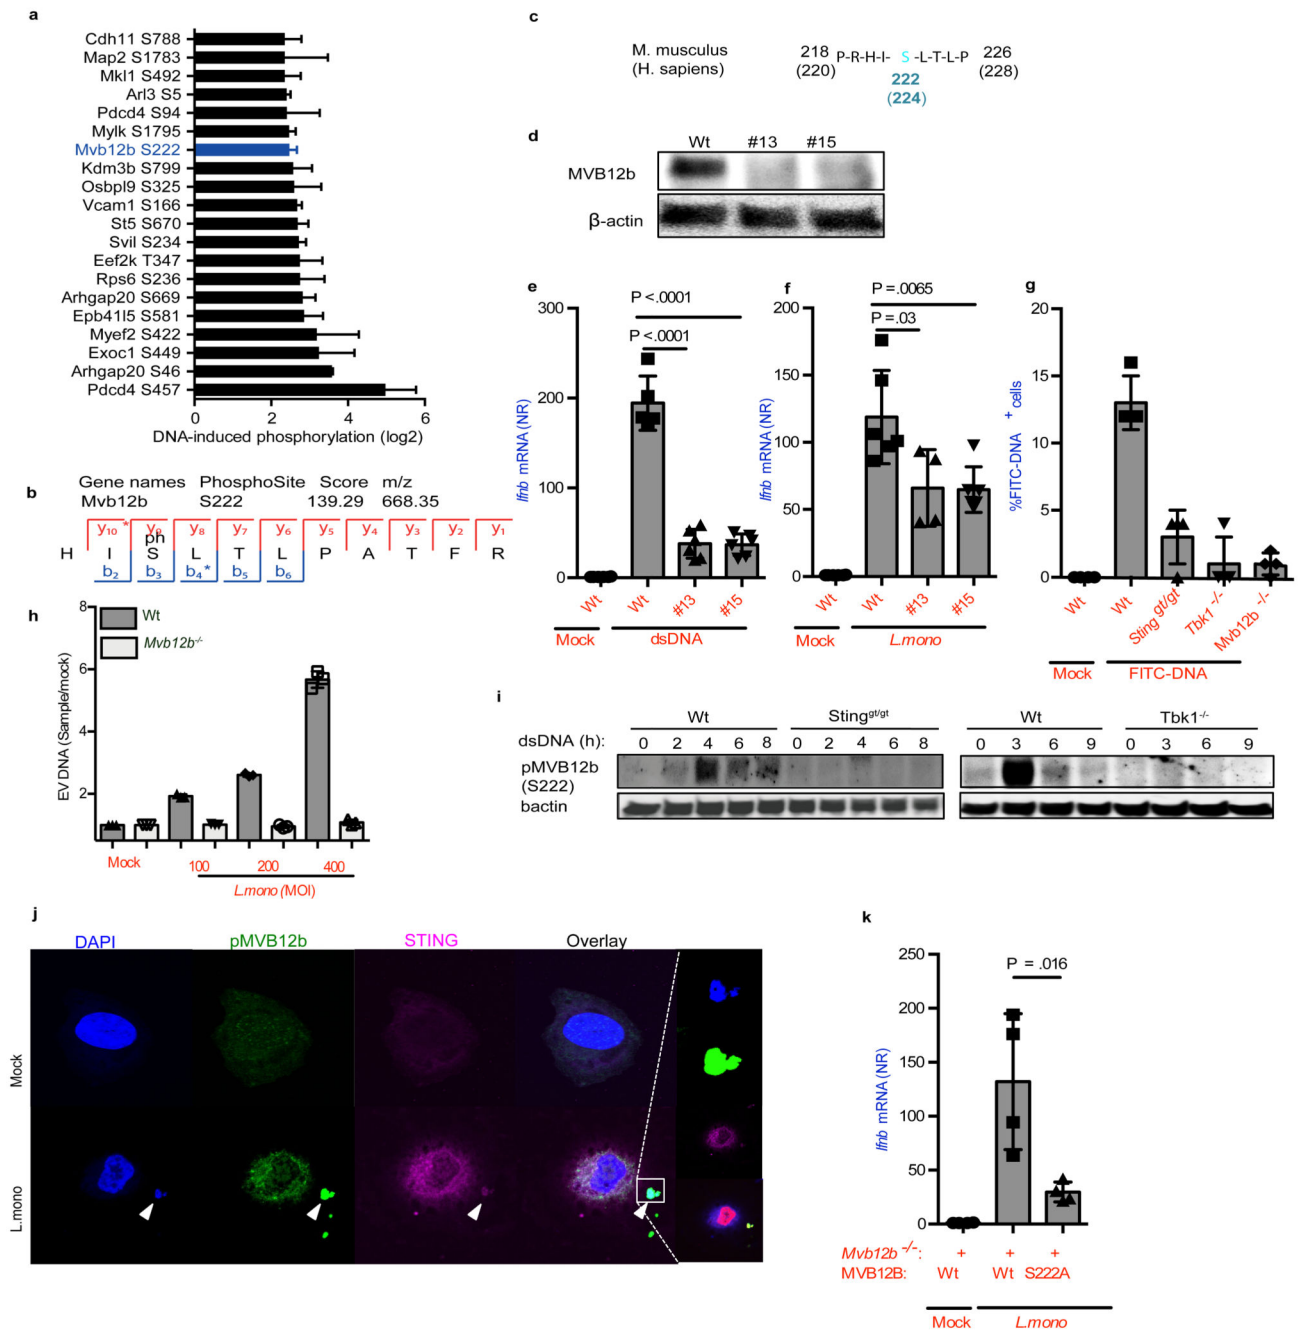 a
Cdh11 S788
Map2 S1783
Mkl1 S492
Arl3 S5
Pdcd4 S94
Mylk S1795
Mvb12b S222
Kdm3b S799
Osbpl9 S325
Vcam1 S166
St5 S670
Svil S234
Eef2k T347
Rps6 S236
Arhgap20 S669
Epb41l5 S581
Myef2 S422
Exoc1 S449
Arhgap20 S46
Pdcd4 S457
0 2 4 6
DNA-induced phosphorylation (log2)
b
Gene names PhosphoSite Score m/z
Mvb12b S222 139.29 668.35
y10* y9 y8 y7 y6 y5 y4 y3 y2 y1
ph
H I S L T L P A T F R
b2 b3 b4* b5 b6
c
M. musculus 218 P-R-H-I- S -L-T-L-P 226
(H. sapiens) (220) (228)
222
(224)
d
Wt #13 #15
MVB12b
β-actin
e
P <.0001
P <.0001
300
200
100
0
Ifnb mRNA (NR)
Wt Wt #13 #15
Mock dsDNA
f
P =.0065
P =.03
200
150
100
50
0
Ifnb mRNA (NR)
Wt Wt #13 #15
Mock L.mono
g
20
15
10
5
0
%FITC-DNA + cells
Wt Wt Sting gt/gt Tbk1 -/- Mvb12b -/-
Mock FITC-DNA
h
Wt
Mvb12b-/-
8
6
4
2
EV DNA (Sample/mock)
Mock 100 200 400
L.mono (MOI)
i
Wt Stinggt/gt Wt Tbk1-/-
dsDNA (h): 0 2 4 6 8 0 2 4 6 8 0 3 6 9 0 3 6 9
pMVB12b
(S222)
bactin
j
DAPI pMVB12b STING Overlay
Mock
L.mono
k
P = .016
250
200
150
100
50
0
Ifnb mRNA (NR)
Mvb12b -/-: + + +
MVB12B: Wt Wt S222A
Mock L.mono